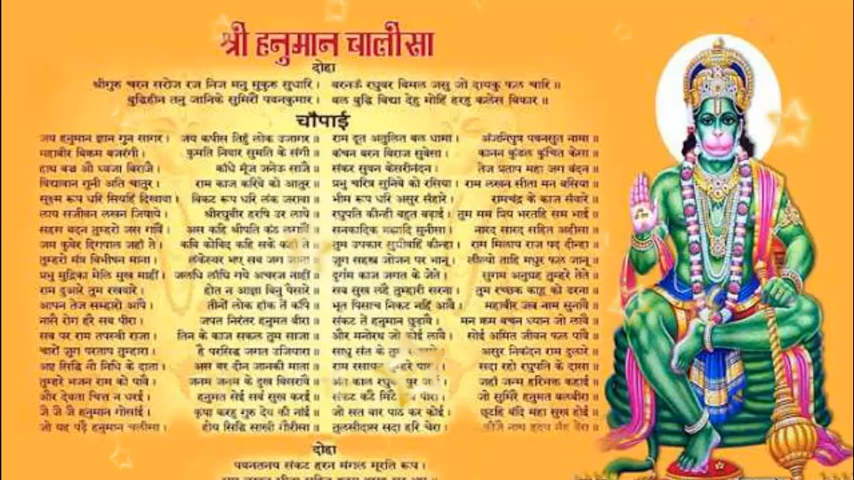 श्री हनुमान चालीसा
दोहा
श्रीगुरु चरन सरोज रज निज मनु मुकुरु सुधारि। बरनऊँ रघुबर बिमल जसु जो दायकु फल चारि॥
बुद्धिहीन तनु जानिके सुमिरौ पवनकुमार। बल बुद्धि बिद्या देहु मोहिं हरहु कलेस बिकार॥
चौपाई
जय हनुमान ज्ञान गुन सागर। जय कपीस तिहुँ लोक उजागर॥ राम दूत अतुलित बल धामा। अंजनिपुत्र पवनसुत नामा॥
महाबीर बिक्रम बजरंगी। कुमति निवार सुमति के संगी॥ कंचन बरन बिराज सुबेसा। कानन कुंडल कुंचित केसा॥
हाथ बज्र औ ध्वजा बिराजै। काँधे मूँज जनेऊ साजै॥ संकर सुवन केसरीनंदन। तेज प्रताप महा जग बंदन॥
विद्यावान गुनी अति चातुर। राम काज करिबे को आतुर॥ प्रभु चरित्र सुनिबे को रसिया। राम लखन सीता मन बसिया॥
सूक्ष्म रूप धरि सियहिं दिखावा। बिकट रूप धरि लंक जरावा॥ भीम रूप धरि असुर सँहारे। रामचंद्र के काज सँवारे॥
लाय सजीवन लखन जियाये। श्रीरघुबीर हरषि उर लाये॥ रघुपति कीन्ही बहुत बड़ाई। तुम मम प्रिय भरतहि सम भाई॥
सहस बदन तुम्हरो जस गावैं। अस कहि श्रीपति कंठ लगावैं॥ सनकादिक ब्रह्मादि मुनीसा। नारद सारद सहित अहीसा॥
जम कुबेर दिगपाल जहाँ ते। कबि कोबिद कहि सके कहाँ ते॥ तुम उपकार सुग्रीवहिं कीन्हा। राम मिलाय राज पद दीन्हा॥
तुम्हरो मंत्र बिभीषन माना। लंकेस्वर भए सब जग जाना॥ जुग सहस्र जोजन पर भानू। लील्यो ताहि मधुर फल जानू॥
प्रभु मुद्रिका मेलि मुख माहीं। जलधि लाँघि गये अचरज नाहीं॥ दुर्गम काज जगत के जेते। सुगम अनुग्रह तुम्हरे तेते॥
राम दुआरे तुम रखवारे। होत न आज्ञा बिनु पैसारे॥ सब सुख लहै तुम्हारी सरना। तुम रच्छक काहू को डरना॥
आपन तेज सम्हारो आपै। तीनों लोक हाँक तें काँपै॥ भूत पिसाच निकट नहिं आवै। महाबीर जब नाम सुनावै॥
नासै रोग हरै सब पीरा। जपत निरंतर हनुमत बीरा॥ संकट तें हनुमान छुड़ावै। मन क्रम बचन ध्यान जो लावै॥
सब पर राम तपस्वी राजा। तिन के काज सकल तुम साजा॥ और मनोरथ जो कोई लावै। सोई अमित जीवन फल पावै॥
चारों जुग परताप तुम्हारा। है परसिद्ध जगत उजियारा॥ साधु संत के तुम असुर निकंदन राम दुलारे॥
अष्ट सिद्धि नौ निधि के दाता। अस बर दीन जानकी माता॥ राम रसायन तुम्हरे सदा रहो रघुपति के दासा॥
तुम्हरे भजन राम को पावै। जनम जनम के दुख बिसरावै॥ अंत काल रघुबर पुर जहाँ जन्म हरिभक्त कहाई॥
और देवता चित्त न धरई। हनुमत सेई सर्ब सुख करई॥ संकट कटै मिटै पीरा। जो सुमिरै हनुमत बलबीरा॥
जै जै जै हनुमान गोसाईं। कृपा करहु गुरु देव की नाईं॥ जो सत बार पाठ कर कोई। छूटहि बंदि महा सुख होई॥
जो यह पढ़ै हनुमान चलीसा। होय सिद्धि साखी गौरीसा॥ तुलसीदास सदा हरि चेरा। कीजै नाथ हृदय मँह डेरा॥
दोहा
पवनतनय संकट हरन मंगल मूरति रूप।